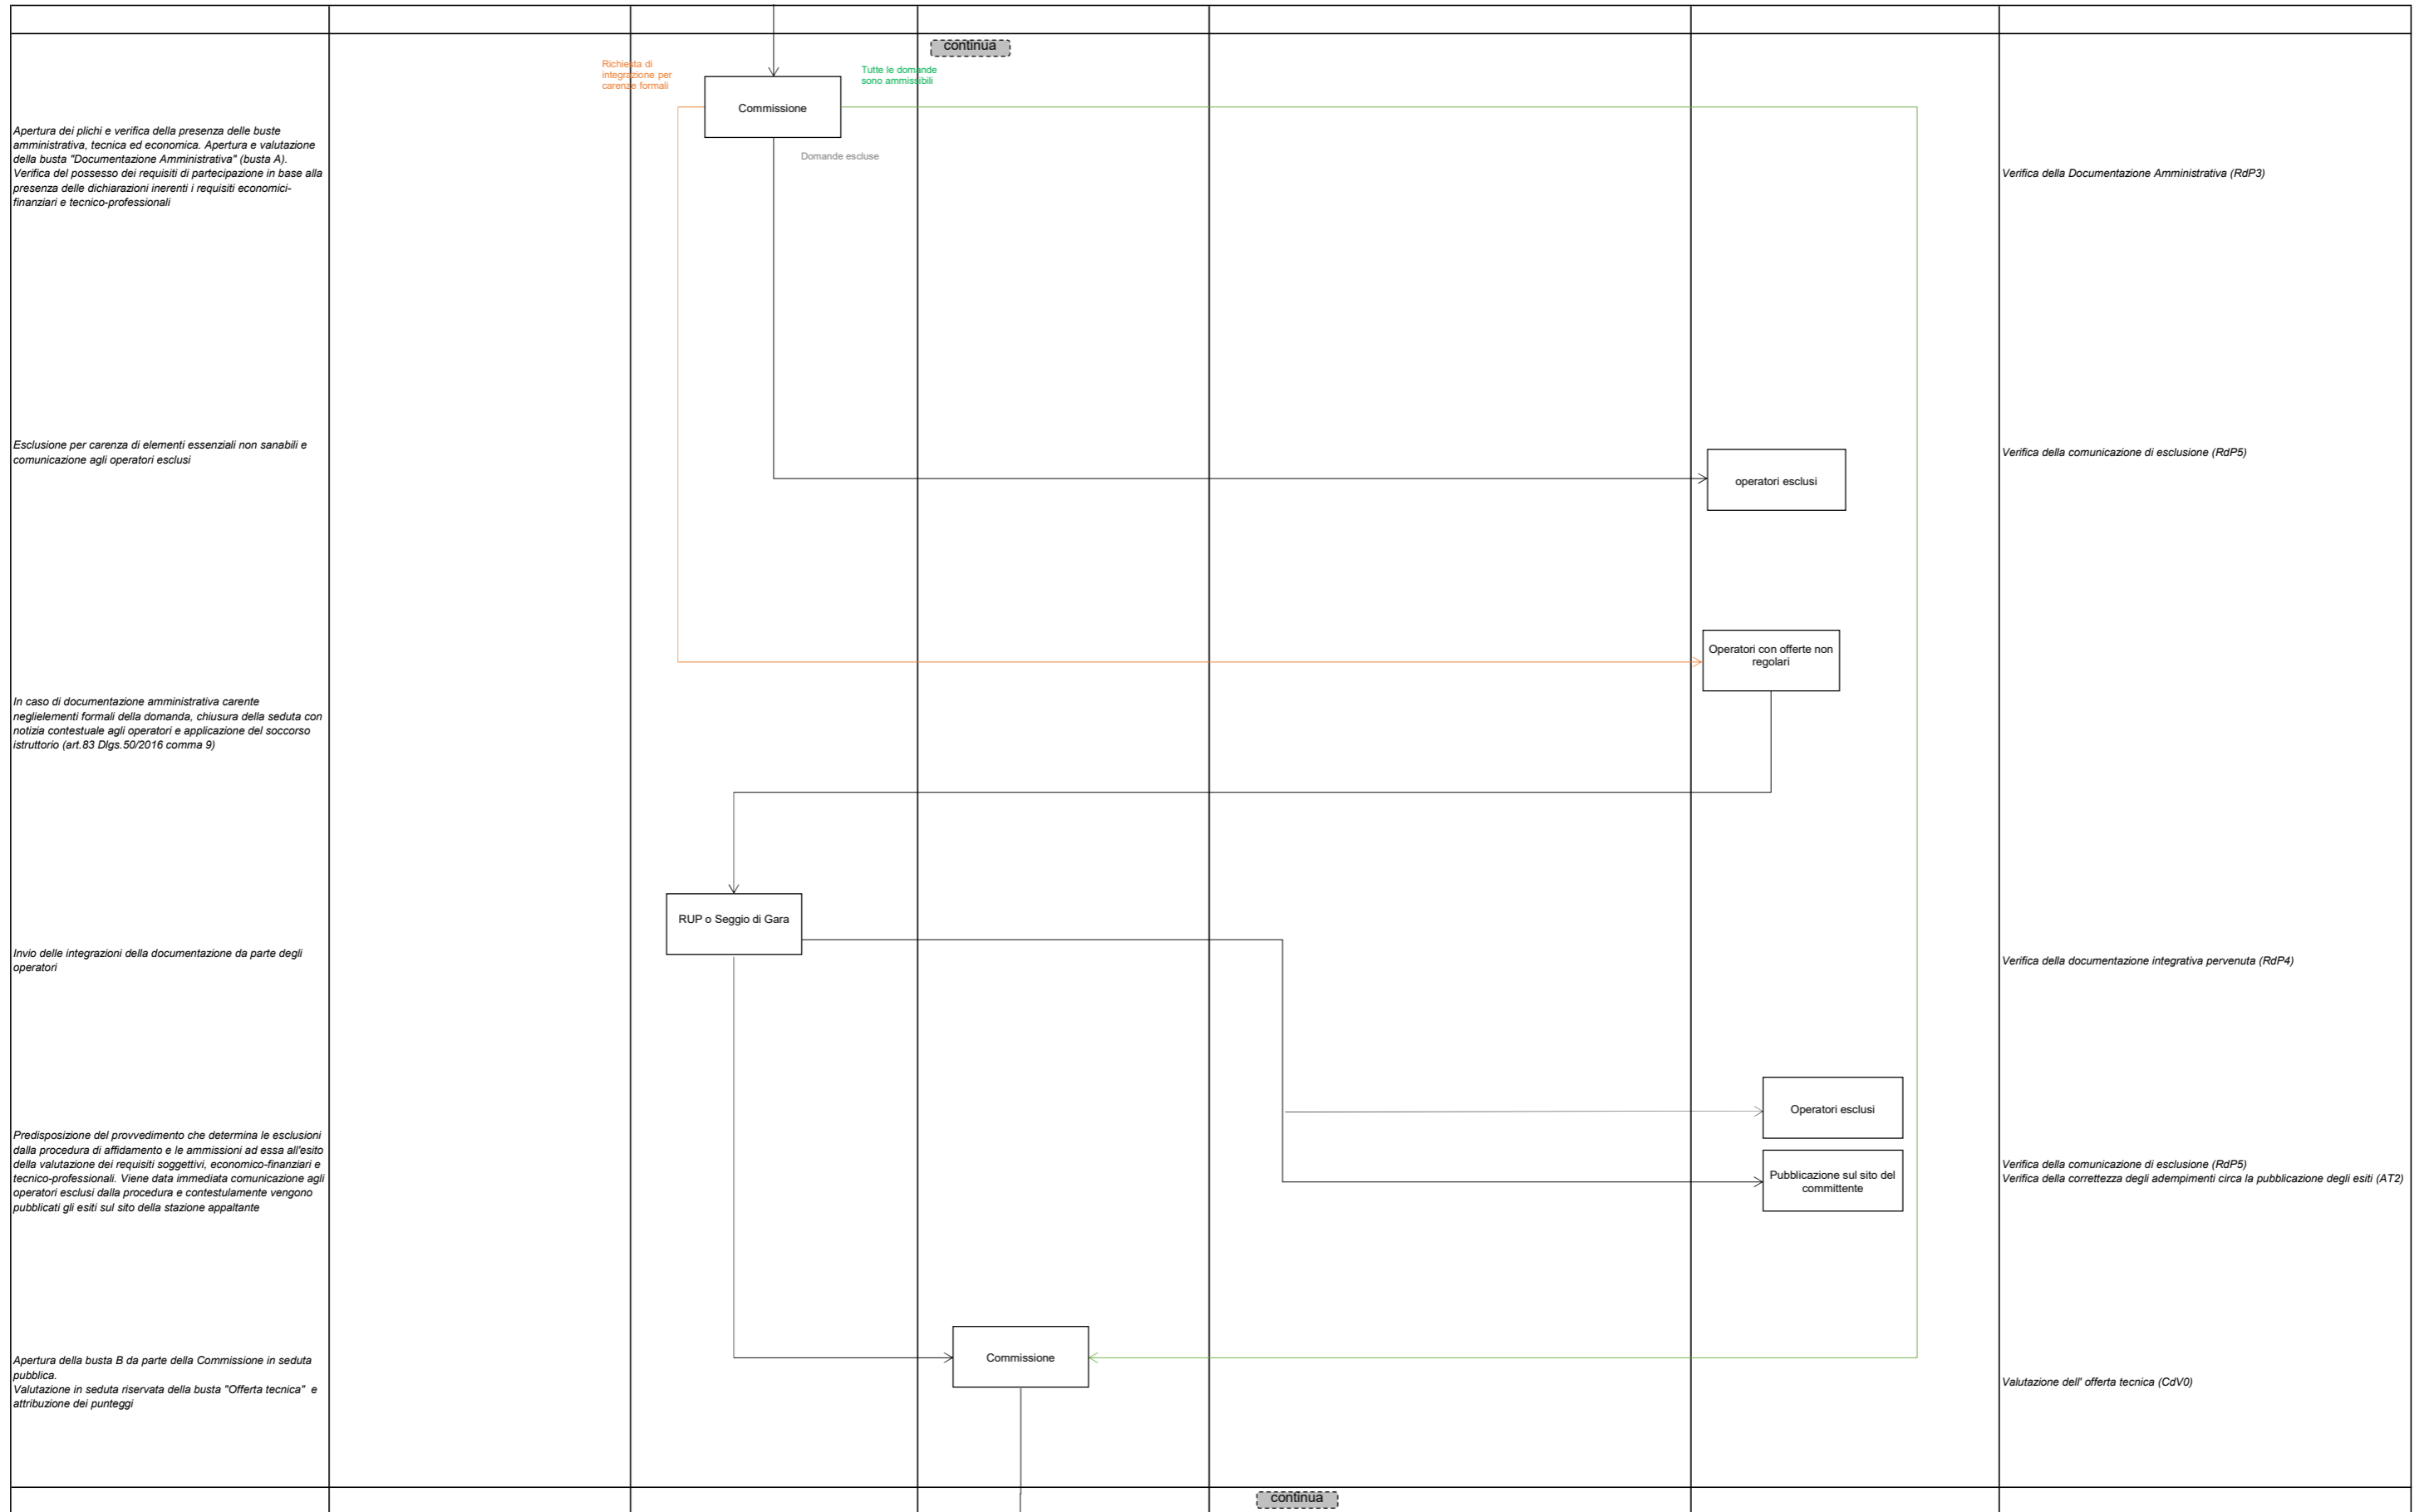 continua
Richiesta di
integrazione per
carenze formali
Tutte le domande
sono ammissibili
Commissione
Apertura dei plichi e verifica della presenza delle buste
amministrativa, tecnica ed economica. Apertura e valutazione
della busta "Documentazione Amministrativa" (busta A).
Verifica del possesso dei requisiti di partecipazione in base alla
presenza delle dichiarazioni inerenti i requisiti economici-
finanziari e tecnico-professionali
Domande escluse
Verifica della Documentazione Amministrativa (RdP3)
Esclusione per carenza di elementi essenziali non sanabili e
comunicazione agli operatori esclusi
Verifica della comunicazione di esclusione (RdP5)
operatori esclusi
Operatori con offerte non
regolari
In caso di documentazione amministrativa carente
neglielementi formali della domanda, chiusura della seduta con
notizia contestuale agli operatori e applicazione del soccorso
istruttorio (art.83 Dlgs.50/2016 comma 9)
RUP o Seggio di Gara
Invio delle integrazioni della documentazione da parte degli
operatori
Verifica della documentazione integrativa pervenuta (RdP4)
Operatori esclusi
Predisposizione del provvedimento che determina le esclusioni
dalla procedura di affidamento e le ammissioni ad essa all'esito
della valutazione dei requisiti soggettivi, economico-finanziari e
tecnico-professionali. Viene data immediata comunicazione agli
operatori esclusi dalla procedura e contestulamente vengono
pubblicati gli esiti sul sito della stazione appaltante
Pubblicazione sul sito del
committente
Verifica della comunicazione di esclusione (RdP5)
Verifica della correttezza degli adempimenti circa la pubblicazione degli esiti (AT2)
Commissione
Apertura della busta B da parte della Commissione in seduta
pubblica.
Valutazione in seduta riservata della busta "Offerta tecnica" e
attribuzione dei punteggi
Valutazione dell' offerta tecnica (CdV0)
continua